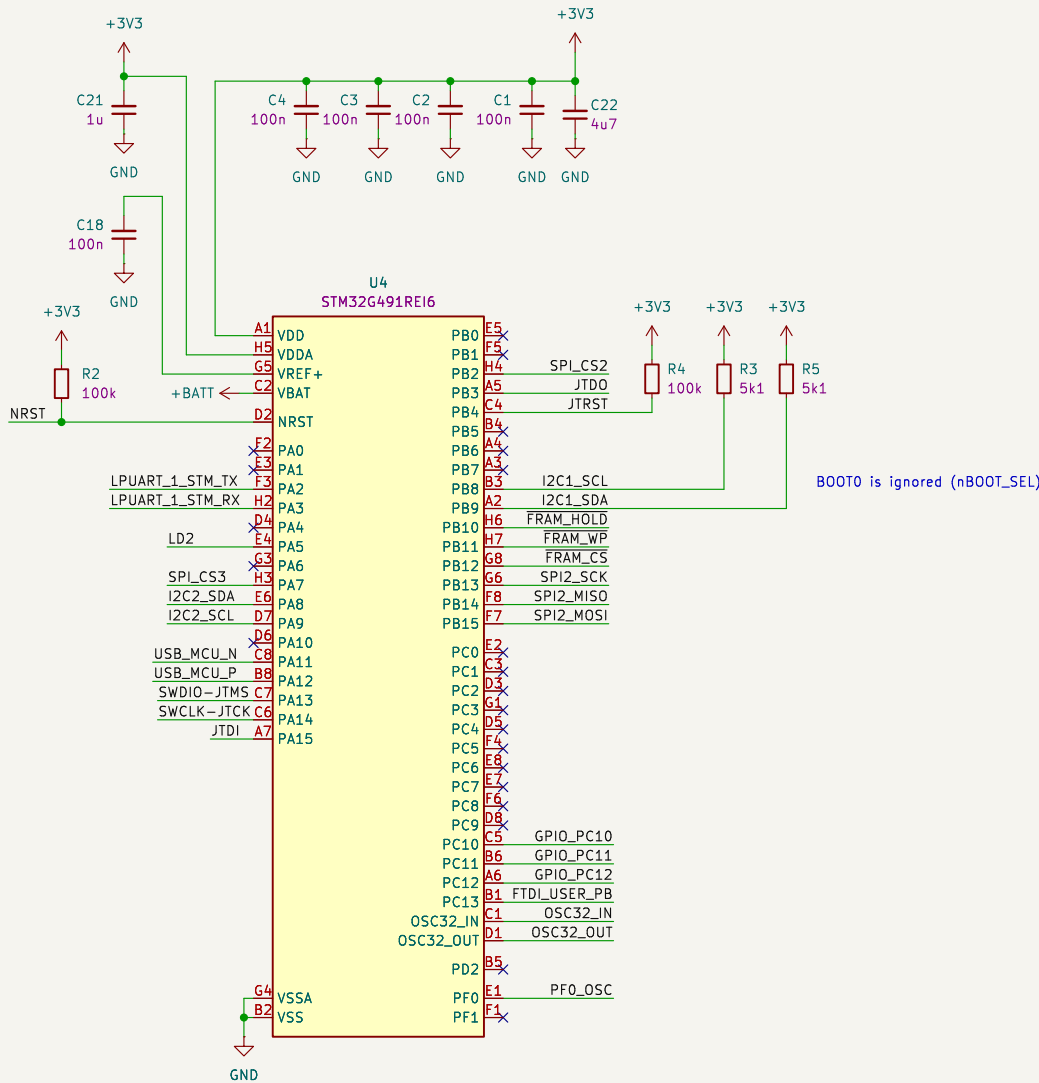 +3V3
+3V3
C21
1u
GND
C4
100n
GND
C3
100n
GND
C2
100n
GND
C1
100n
GND
C22
4u7
GND
C18
100n
GND
U4
STM32G491REI6
+3V3
R2
100k
NRST
+BATT
A1 VDD
H5 VDDA
G5 VREF+
C2 VBAT
D2 NRST
F2 PA0
E3 PA1
LPUART_1_STM_TX F3 PA2
LPUART_1_STM_RX H2 PA3
D4 PA4
LD2 E4 PA5
G3 PA6
SPI_CS3 H3 PA7
I2C2_SDA E6 PA8
I2C2_SCL D7 PA9
D6 PA10
USB_MCU_N C8 PA11
USB_MCU_P B8 PA12
SWDIO-JTMS C7 PA13
SWCLK-JTCK C6 PA14
JTDI A7 PA15
G4 VSSA
B2 VSS
GND
PB0 E5
PB1 F5
PB2 H4 SPI_CS2
PB3 A5 JTDO
PB4 C4 JTRST
PB5 B4
PB6 A4
PB7 A3
PB8 B3 I2C1_SCL
PB9 A2 I2C1_SDA
PB10 H6 FRAM_HOLD
PB11 H7 FRAM_WP
PB12 G8 FRAM_CS
PB13 G6 SPI2_SCK
PB14 F8 SPI2_MISO
PB15 F7 SPI2_MOSI
PC0 E2
PC1 C3
PC2 D3
PC3 G1
PC4 D5
PC5 F4
PC6 E8
PC7 E7
PC8 F6
PC9 D8
PC10 C5 GPIO_PC10
PC11 B6 GPIO_PC11
PC12 A6 GPIO_PC12
PC13 B1 FTDI_USER_PB
OSC32_IN C1 OSC32_IN
OSC32_OUT D1 OSC32_OUT
PD2 B5
PF0 E1 PF0_OSC
PF1 F1
+3V3
R4
100k
+3V3
R3
5k1
+3V3
R5
5k1
BOOT0 is ignored (nBOOT_SEL)